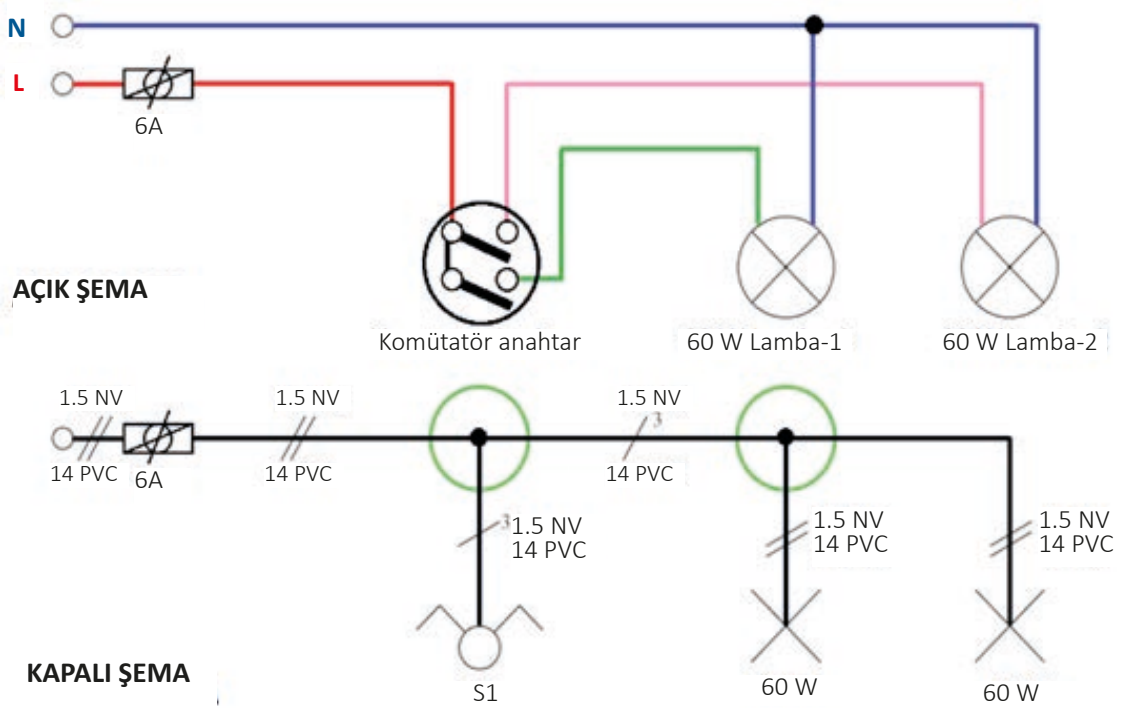 N
L
6A
AÇIK ŞEMA
Komütatör anahtar
60 W Lamba-1
60 W Lamba-2
1.5 NV
1.5 NV
1.5 NV
3
14 PVC
6A
14 PVC
14 PVC
3
1.5 NV
14 PVC
1.5 NV
14 PVC
1.5 NV
14 PVC
KAPALI ŞEMA
S1
60 W
60 W